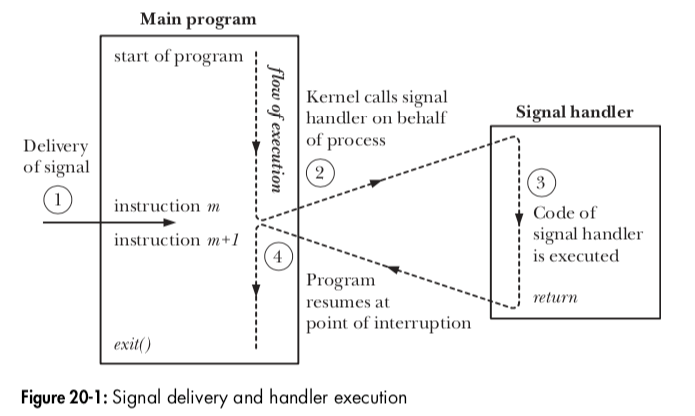 Main program
start of program
flow of execution
Kernel calls signal
handler on behalf
of process
2
Signal handler
Delivery
of signal
1
3
instruction m
instruction m+1
Code of
signal handler
is executed
4
Program
resumes at
point of interruption
return
exit()
Figure 20-1: Signal delivery and handler execution